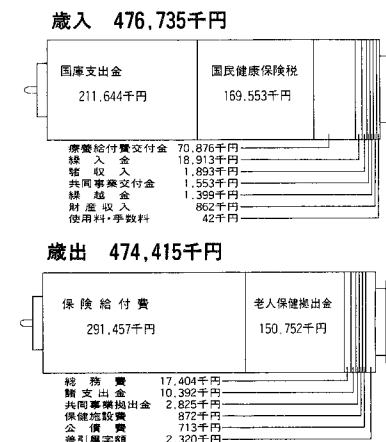 歳入 476,735千円
国庫支出金
211,644千円
国民健康保険税
169,553千円
療養給付費交付金 70,876千円
繰入金 18,913千円
諸収入 1,893千円
共同事業交付金 1,553千円
繰越金 1,399千円
財産収入 862千円
使用料・手数料 42千円
歳出 474,415千円
保険給付費
291,457千円
老人保健拠出金
150,752千円
総務費 17,404千円
諸支出金 10,392千円
共同事業拠出金 2,825千円
保健施設費 872千円
公債費 713千円
差引黒字額 2,320千円